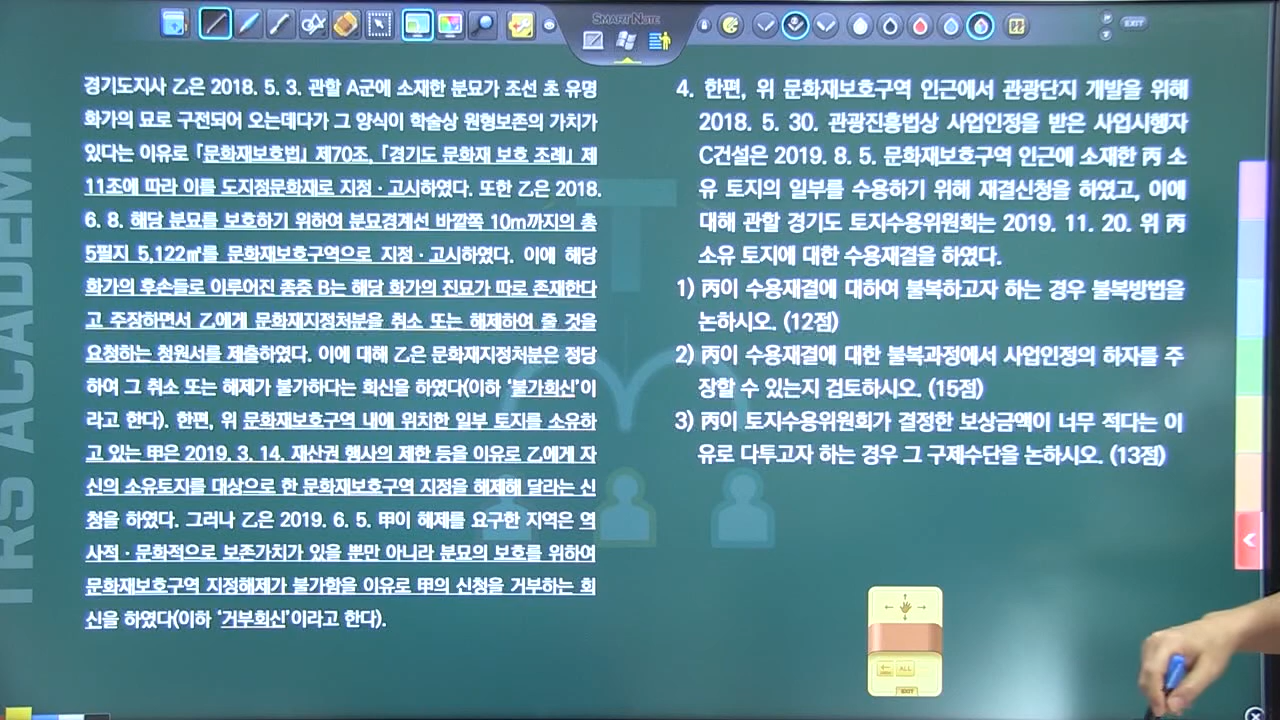 SMART NOTE
EXIT
경기도지사 乙은 2018. 5. 3. 관할 A군에 소재한 분묘가 조선 초 유명
화가의 묘로 구전되어 오는데다가 그 양식이 학술상 원형보존의 가치가
있다는 이유로 「문화재보호법」 제70조, 「경기도 문화재 보호 조례」 제
11조에 따라 이를 도지정문화재로 지정·고시하였다. 또한 乙은 2018.
6. 8. 해당 분묘를 보호하기 위하여 분묘경계선 바깥쪽 10m까지의 총
5필지 5,122㎡를 문화재보호구역으로 지정·고시하였다. 이에 해당
화가의 후손들로 이루어진 종중 B는 해당 화가의 진묘가 따로 존재한다
고 주장하면서 乙에게 문화재지정처분을 취소 또는 해제하여 줄 것을
요청하는 청원서를 제출하였다. 이에 대해 乙은 문화재지정처분은 정당
하여 그 취소 또는 해제가 불가하다는 회신을 하였다(이하 ‘불가회신’이
라고 한다). 한편, 위 문화재보호구역 내에 위치한 일부 토지를 소유하
고 있는 甲은 2019. 3. 14. 재산권 행사의 제한 등을 이유로 乙에게 자
신의 소유토지를 대상으로 한 문화재보호구역 지정을 해제해 달라는 신
청을 하였다. 그러나 乙은 2019. 6. 5. 甲이 해제를 요구한 지역은 역
사적·문화적으로 보존가치가 있을 뿐만 아니라 분묘의 보호를 위하여
문화재보호구역 지정해제가 불가함을 이유로 甲의 신청을 거부하는 회
신을 하였다(이하 ‘거부회신’이라고 한다).
4. 한편, 위 문화재보호구역 인근에서 관광단지 개발을 위해
2018. 5. 30. 관광진흥법상 사업인정을 받은 사업시행자
C건설은 2019. 8. 5. 문화재보호구역 인근에 소재한 丙 소
유 토지의 일부를 수용하기 위해 재결신청을 하였고, 이에
대해 관할 경기도 토지수용위원회는 2019. 11. 20. 위 丙
소유 토지에 대한 수용재결을 하였다.
1) 丙이 수용재결에 대하여 불복하고자 하는 경우 불복방법을
논하시오. (12점)
2) 丙이 수용재결에 대한 불복과정에서 사업인정의 하자를 주
장할 수 있는지 검토하시오. (15점)
3) 丙이 토지수용위원회가 결정한 보상금액이 너무 적다는 이
유로 다투고자 하는 경우 그 구제수단을 논하시오. (13점)
ALL
EXIT
TRS ACADEMY